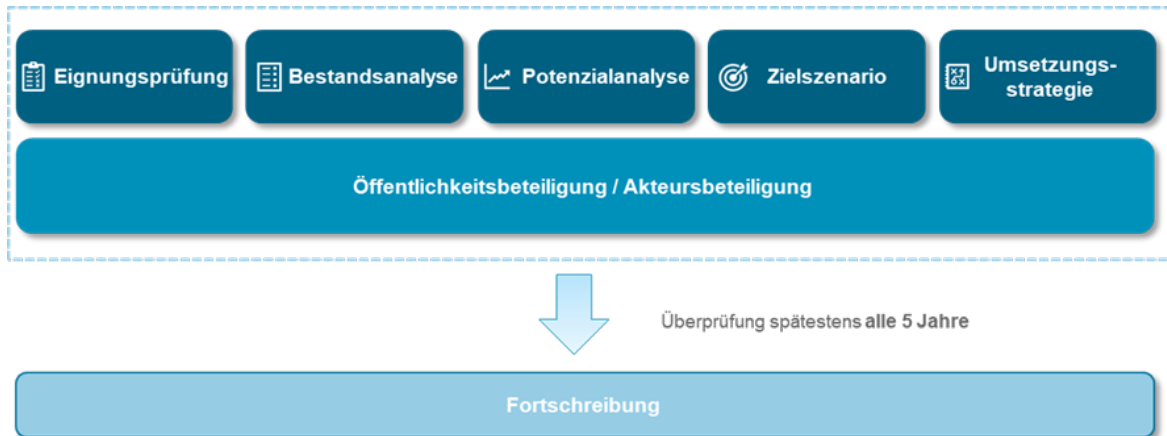 Eignungsprüfung
Bestandsanalyse
Potenzialanalyse
Zielszenario
Umsetzungs-
strategie
Öffentlichkeitsbeteiligung / Akteursbeteiligung
Überprüfung spätestens alle 5 Jahre
Fortschreibung